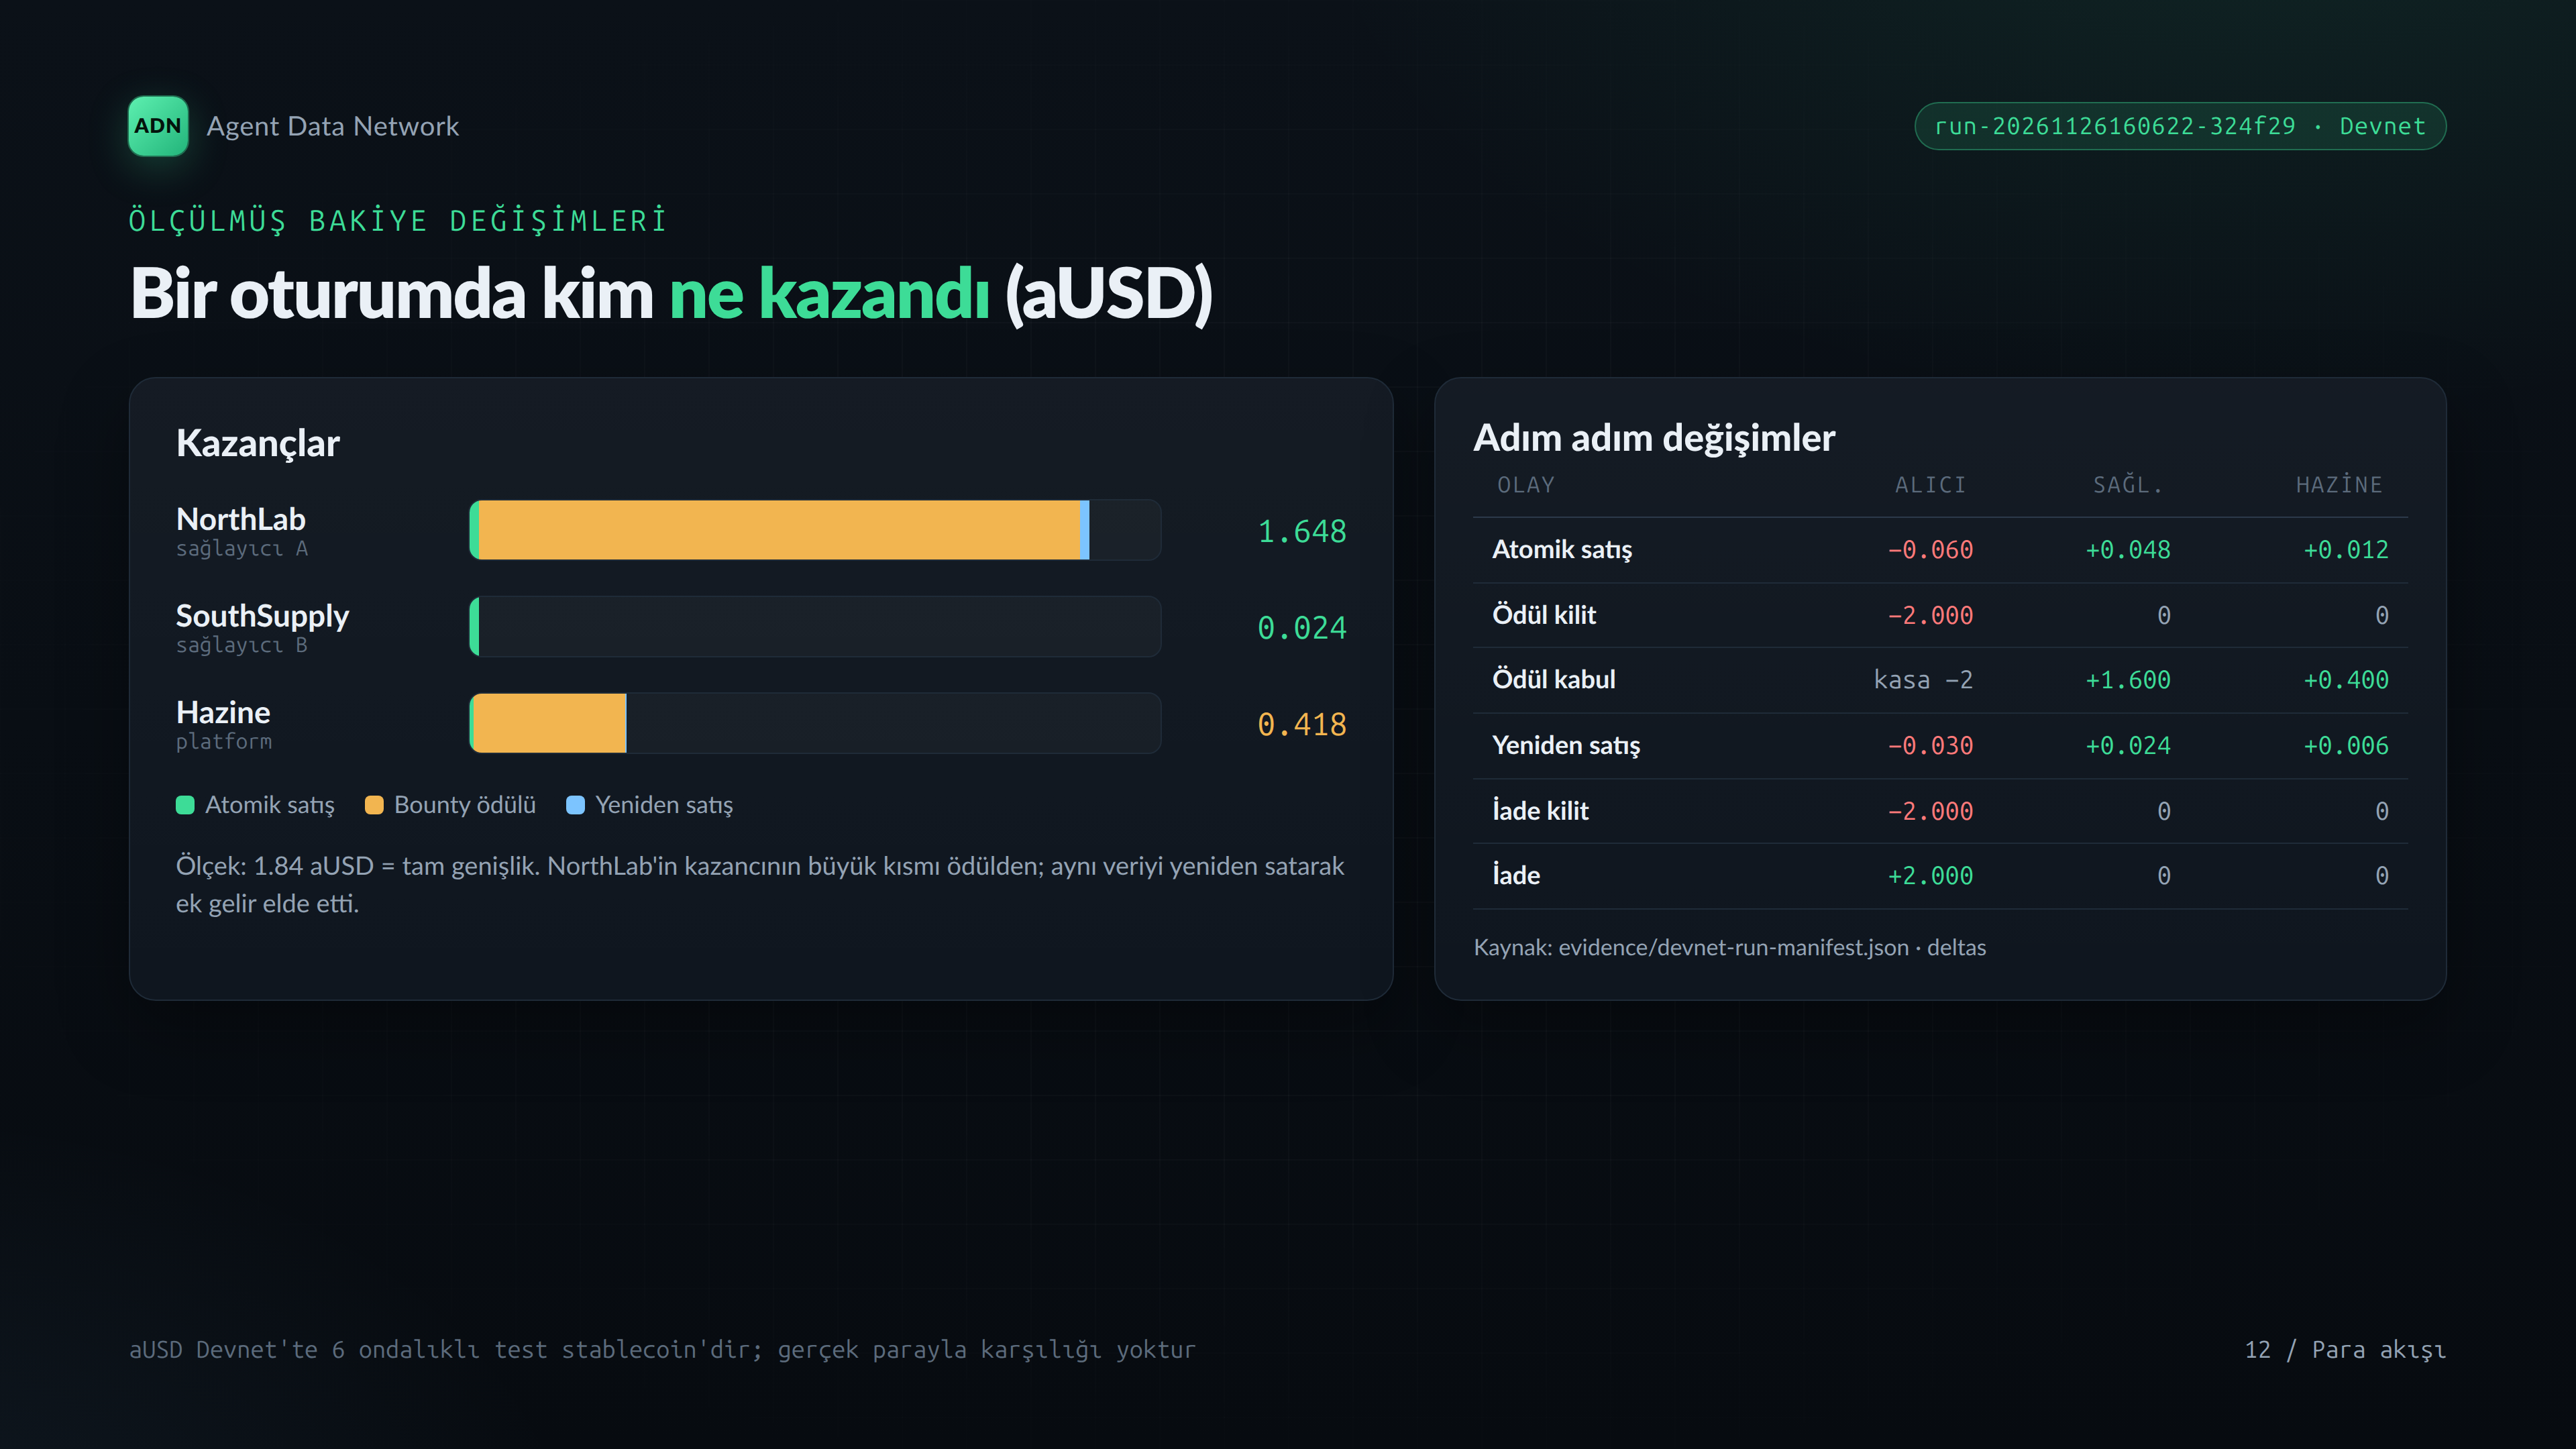 ADN Agent Data Network
run-20261126160622-324f29 · Devnet
ÖLÇÜLMÜŞ BAKİYE DEĞİŞİMLERİ
Bir oturumda kim ne kazandı (aUSD)
Kazançlar
NorthLab
sağlayıcı A
1.648
SouthSupply
sağlayıcı B
0.024
Hazine
platform
0.418
Atomik satış Bounty ödülü Yeniden satış
Ölçek: 1.84 aUSD = tam genişlik. NorthLab'in kazancının büyük kısmı ödülden; aynı veriyi yeniden satarak
ek gelir elde etti.
Adım adım değişimler
OLAY ALICI SAĞL. HAZİNE
Atomik satış −0.060 +0.048 +0.012
Ödül kilit −2.000 0 0
Ödül kabul kasa −2 +1.600 +0.400
Yeniden satış −0.030 +0.024 +0.006
İade kilit −2.000 0 0
İade +2.000 0 0
Kaynak: evidence/devnet-run-manifest.json · deltas
aUSD Devnet'te 6 ondalıklı test stablecoin'dir; gerçek parayla karşılığı yoktur
12 / Para akışı